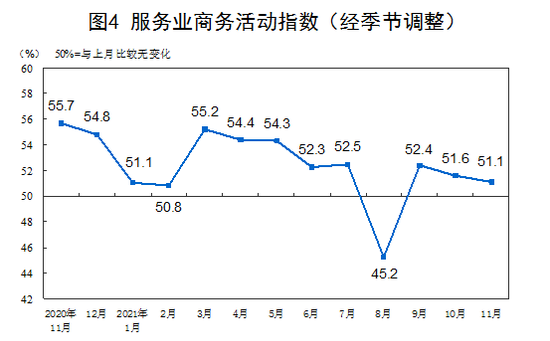 图4 服务业商务活动指数（经季节调整）
（%） 50%=与上月比较无变化
60
58
56
54
52
50
48
46
44
42
55.7
54.8
51.1
50.8
55.2
54.4
54.3
52.3
52.5
45.2
52.4
51.6
51.1
2020年
11月
12月
2021年
1月
2月
3月
4月
5月
6月
7月
8月
9月
10月
11月